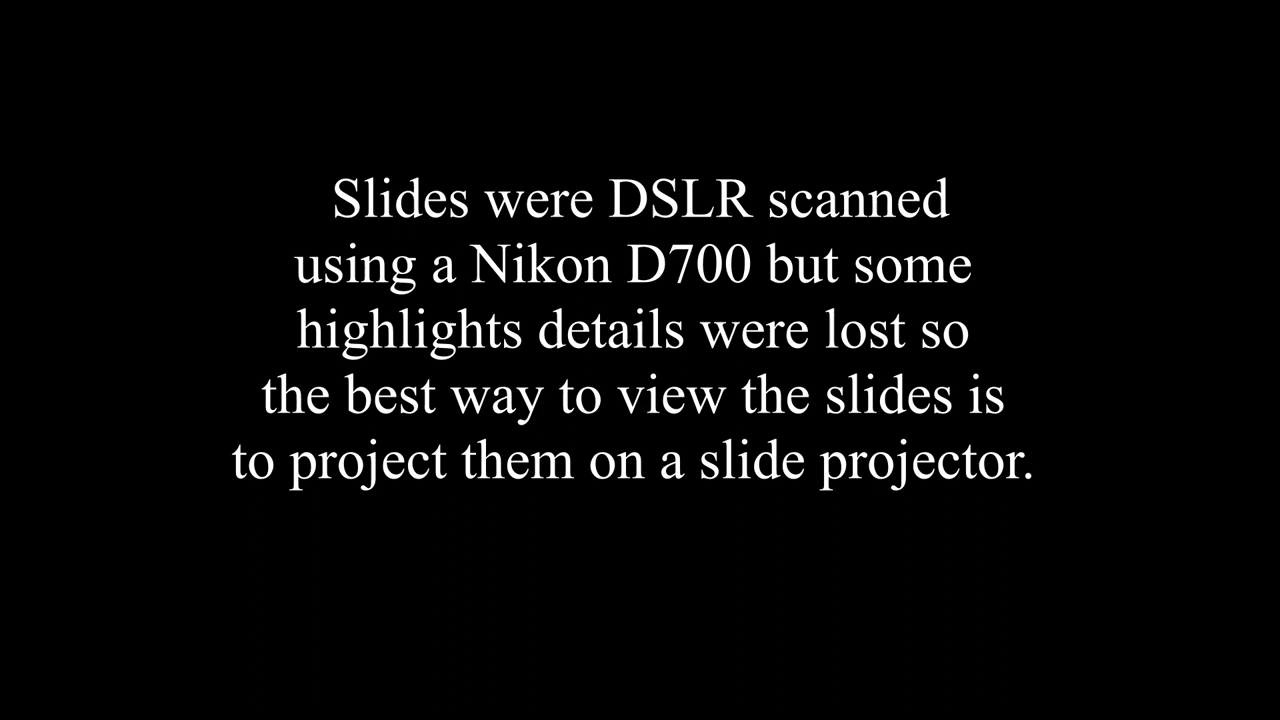 Slides were DSLR scanned
using a Nikon D700 but some
highlights details were lost so
the best way to view the slides is
to project them on a slide projector.